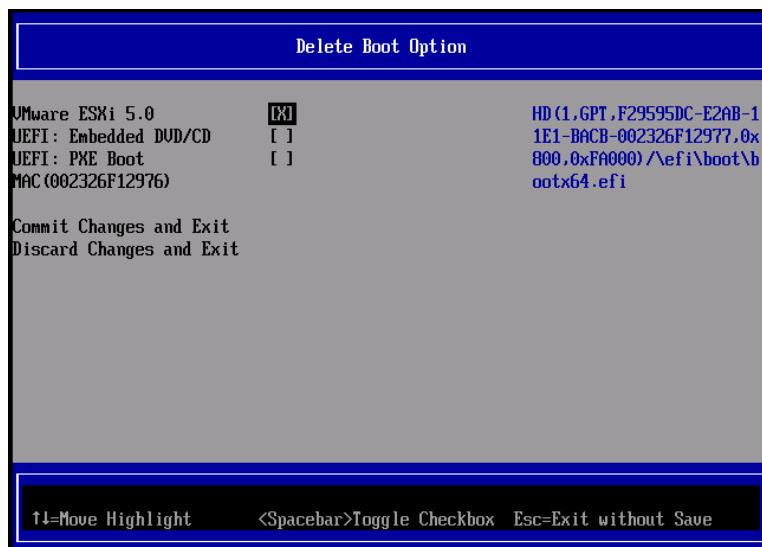 Delete Boot Option
VMware ESXi 5.0 [X] HD(1,GPT,F29595DC-E2AB-1
UEFI: Embedded DVD/CD [ ] 1E1-BACB-002326F12977,0x
UEFI: PXE Boot [ ] 800,0xFA000)/\efi\boot\b
MAC(002326F12976) ootx64.efi
Commit Changes and Exit
Discard Changes and Exit
↑↓=Move Highlight <Spacebar>Toggle Checkbox Esc=Exit without Save